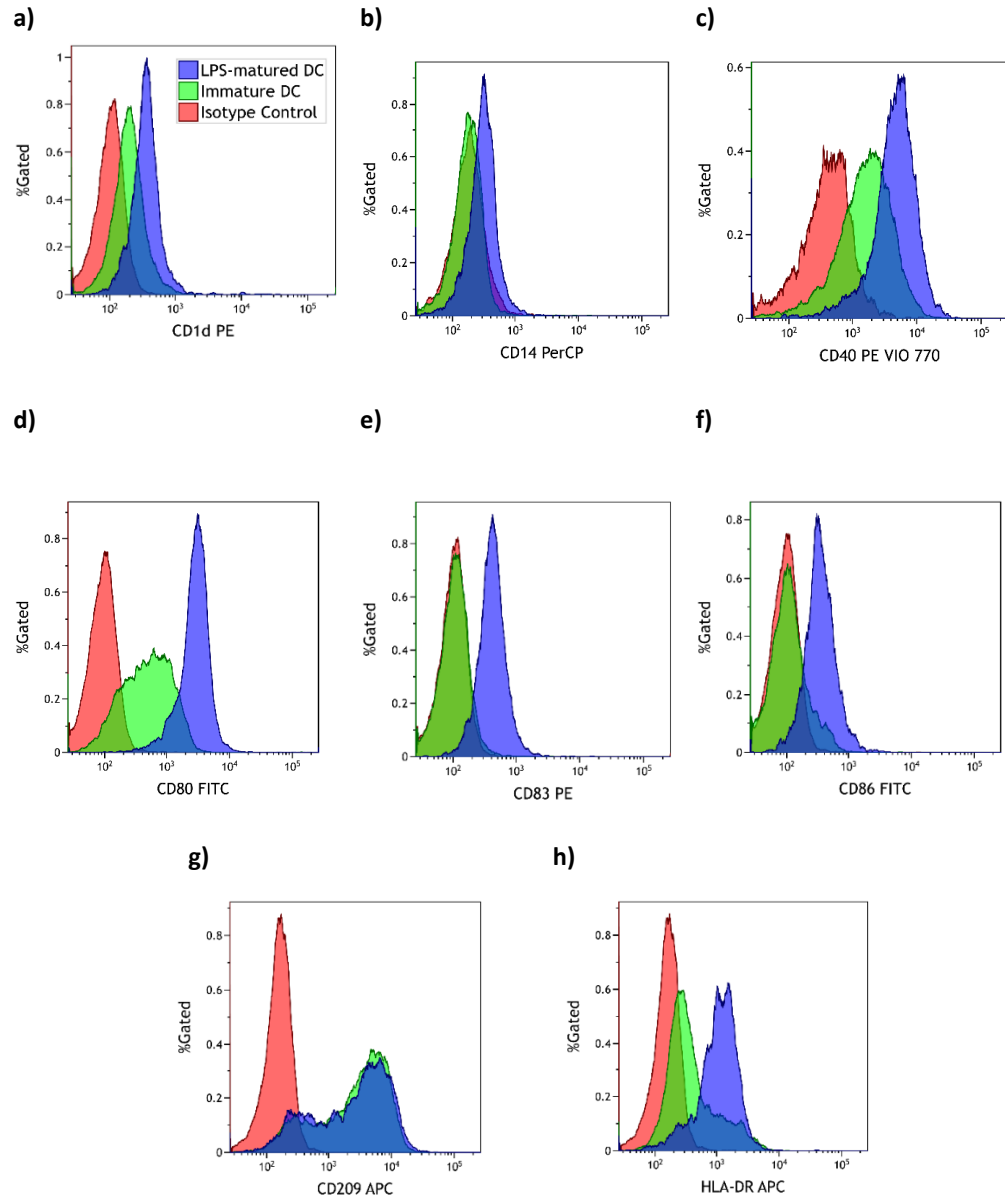 a)
%Gated
1
0.8
0.6
0.4
0.2
0
LPS-matured DC
Immature DC
Isotype Control
10² 10³ 10⁴ 10⁵
CD1d PE
b)
%Gated
0.8
0.6
0.4
0.2
0
10² 10³ 10⁴ 10⁵
CD14 PerCP
c)
%Gated
0.6
0.4
0.2
0
10² 10³ 10⁴ 10⁵
CD40 PE VIO 770
d)
%Gated
0.8
0.6
0.4
0.2
0
10² 10³ 10⁴ 10⁵
CD80 FITC
e)
%Gated
0.8
0.6
0.4
0.2
0
10² 10³ 10⁴ 10⁵
CD83 PE
f)
%Gated
0.8
0.6
0.4
0.2
0
10² 10³ 10⁴ 10⁵
CD86 FITC
g)
%Gated
0.8
0.6
0.4
0.2
0
10² 10³ 10⁴ 10⁵
CD209 APC
h)
%Gated
0.8
0.6
0.4
0.2
0
10² 10³ 10⁴ 10⁵
HLA-DR APC